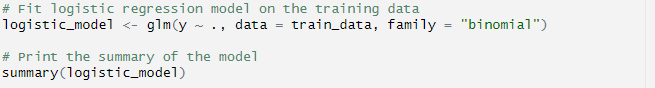 # Fit logistic regression model on the training data
logistic_model <- glm(y ~ ., data = train_data, family = "binomial")
# Print the summary of the model
summary(logistic_model)